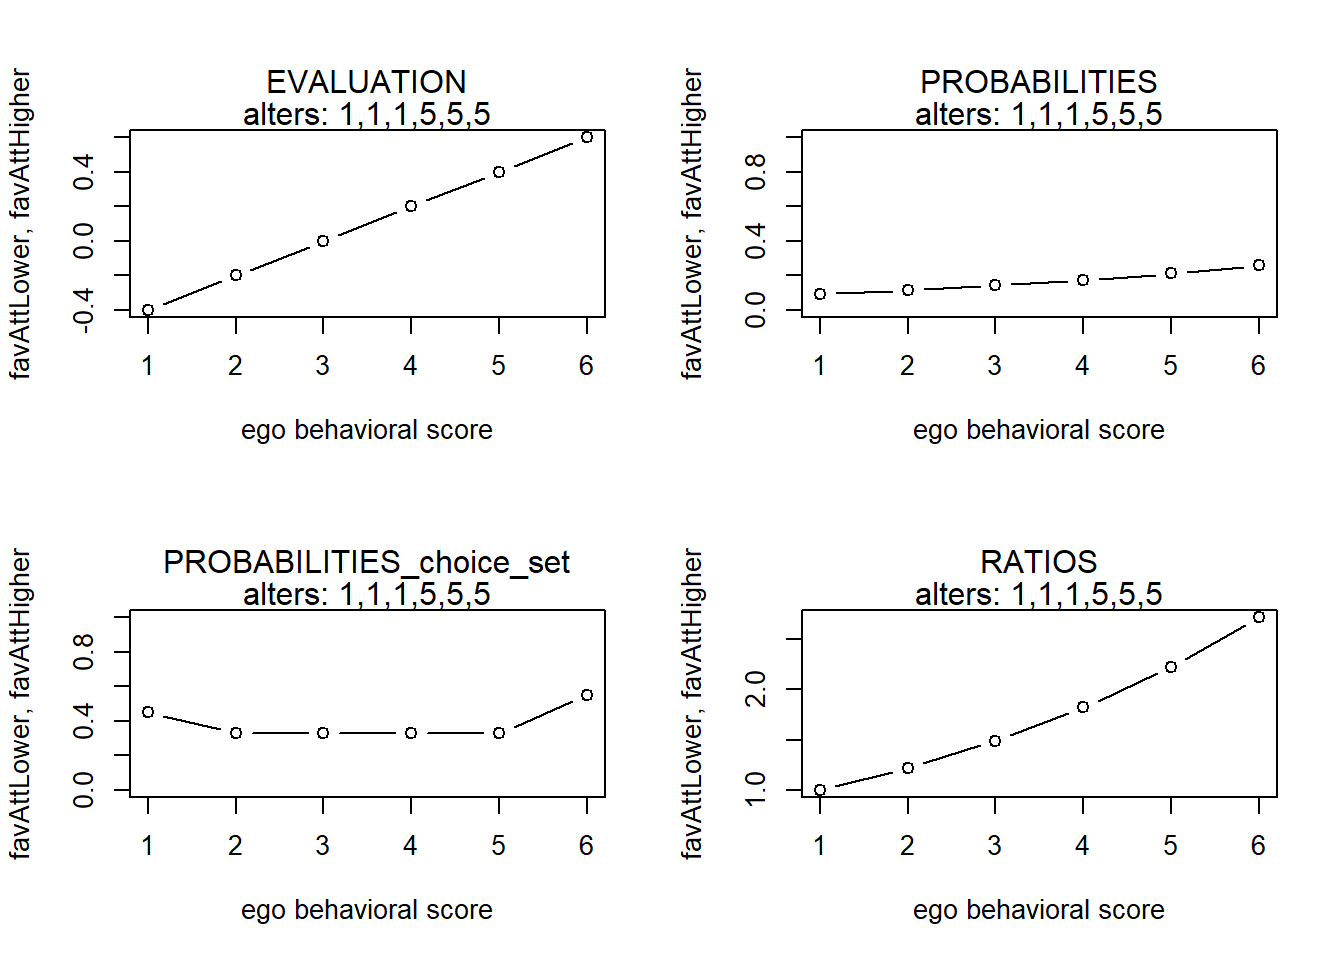 EVALUATION
alters: 1,1,1,5,5,5
favAttLower, favAttHigher
0.4
0.0
-0.4
1 2 3 4 5 6
ego behavioral score
PROBABILITIES
alters: 1,1,1,5,5,5
favAttLower, favAttHigher
0.8
0.4
0.0
1 2 3 4 5 6
ego behavioral score
PROBABILITIES_choice_set
alters: 1,1,1,5,5,5
favAttLower, favAttHigher
0.8
0.4
0.0
1 2 3 4 5 6
ego behavioral score
RATIOS
alters: 1,1,1,5,5,5
favAttLower, favAttHigher
2.0
1.0
1 2 3 4 5 6
ego behavioral score